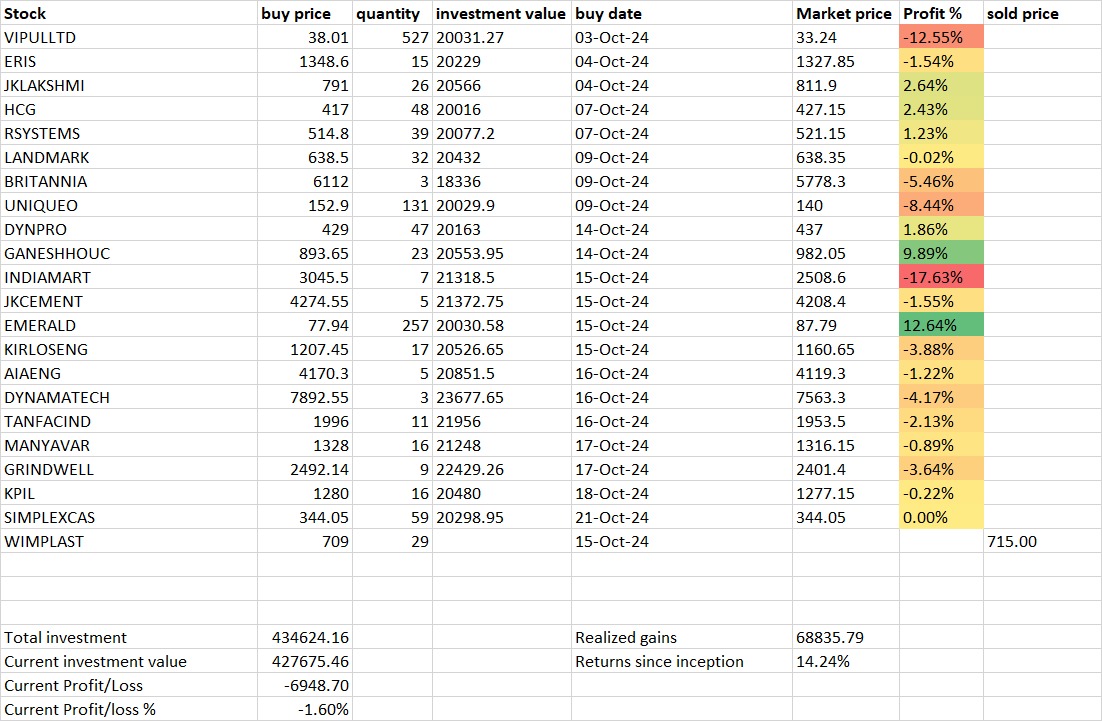 Stock buy price quantity investment value buy date Market price Profit % sold price
VIPULLTD 38.01 527 20031.27 03-Oct-24 33.24 -12.55%
ERIS 1348.6 15 20229 04-Oct-24 1327.85 -1.54%
JKLAKSHMI 791 26 20566 04-Oct-24 811.9 2.64%
HCG 417 48 20016 07-Oct-24 427.15 2.43%
RSYSTEMS 514.8 39 20077.2 07-Oct-24 521.15 1.23%
LANDMARK 638.5 32 20432 09-Oct-24 638.35 -0.02%
BRITANNIA 6112 3 18336 09-Oct-24 5778.3 -5.46%
UNIQUEO 152.9 131 20029.9 09-Oct-24 140 -8.44%
DYNPRO 429 47 20163 14-Oct-24 437 1.86%
GANESHHOUC 893.65 23 20553.95 14-Oct-24 982.05 9.89%
INDIAMART 3045.5 7 21318.5 15-Oct-24 2508.6 -17.63%
JKCEMENT 4274.55 5 21372.75 15-Oct-24 4208.4 -1.55%
EMERALD 77.94 257 20030.58 15-Oct-24 87.79 12.64%
KIRLOSENG 1207.45 17 20526.65 15-Oct-24 1160.65 -3.88%
AIAENG 4170.3 5 20851.5 16-Oct-24 4119.3 -1.22%
DYNAMATECH 7892.55 3 23677.65 16-Oct-24 7563.3 -4.17%
TANFACIND 1996 11 21956 16-Oct-24 1953.5 -2.13%
MANYAVAR 1328 16 21248 17-Oct-24 1316.15 -0.89%
GRINDWELL 2492.14 9 22429.26 17-Oct-24 2401.4 -3.64%
KPIL 1280 16 20480 18-Oct-24 1277.15 -0.22%
SIMPLEXCAS 344.05 59 20298.95 21-Oct-24 344.05 0.00%
WIMPLAST 709 29 15-Oct-24 715.00
Total investment 434624.16 Realized gains 68835.79
Current investment value 427675.46 Returns since inception 14.24%
Current Profit/Loss -6948.70
Current Profit/loss % -1.60%